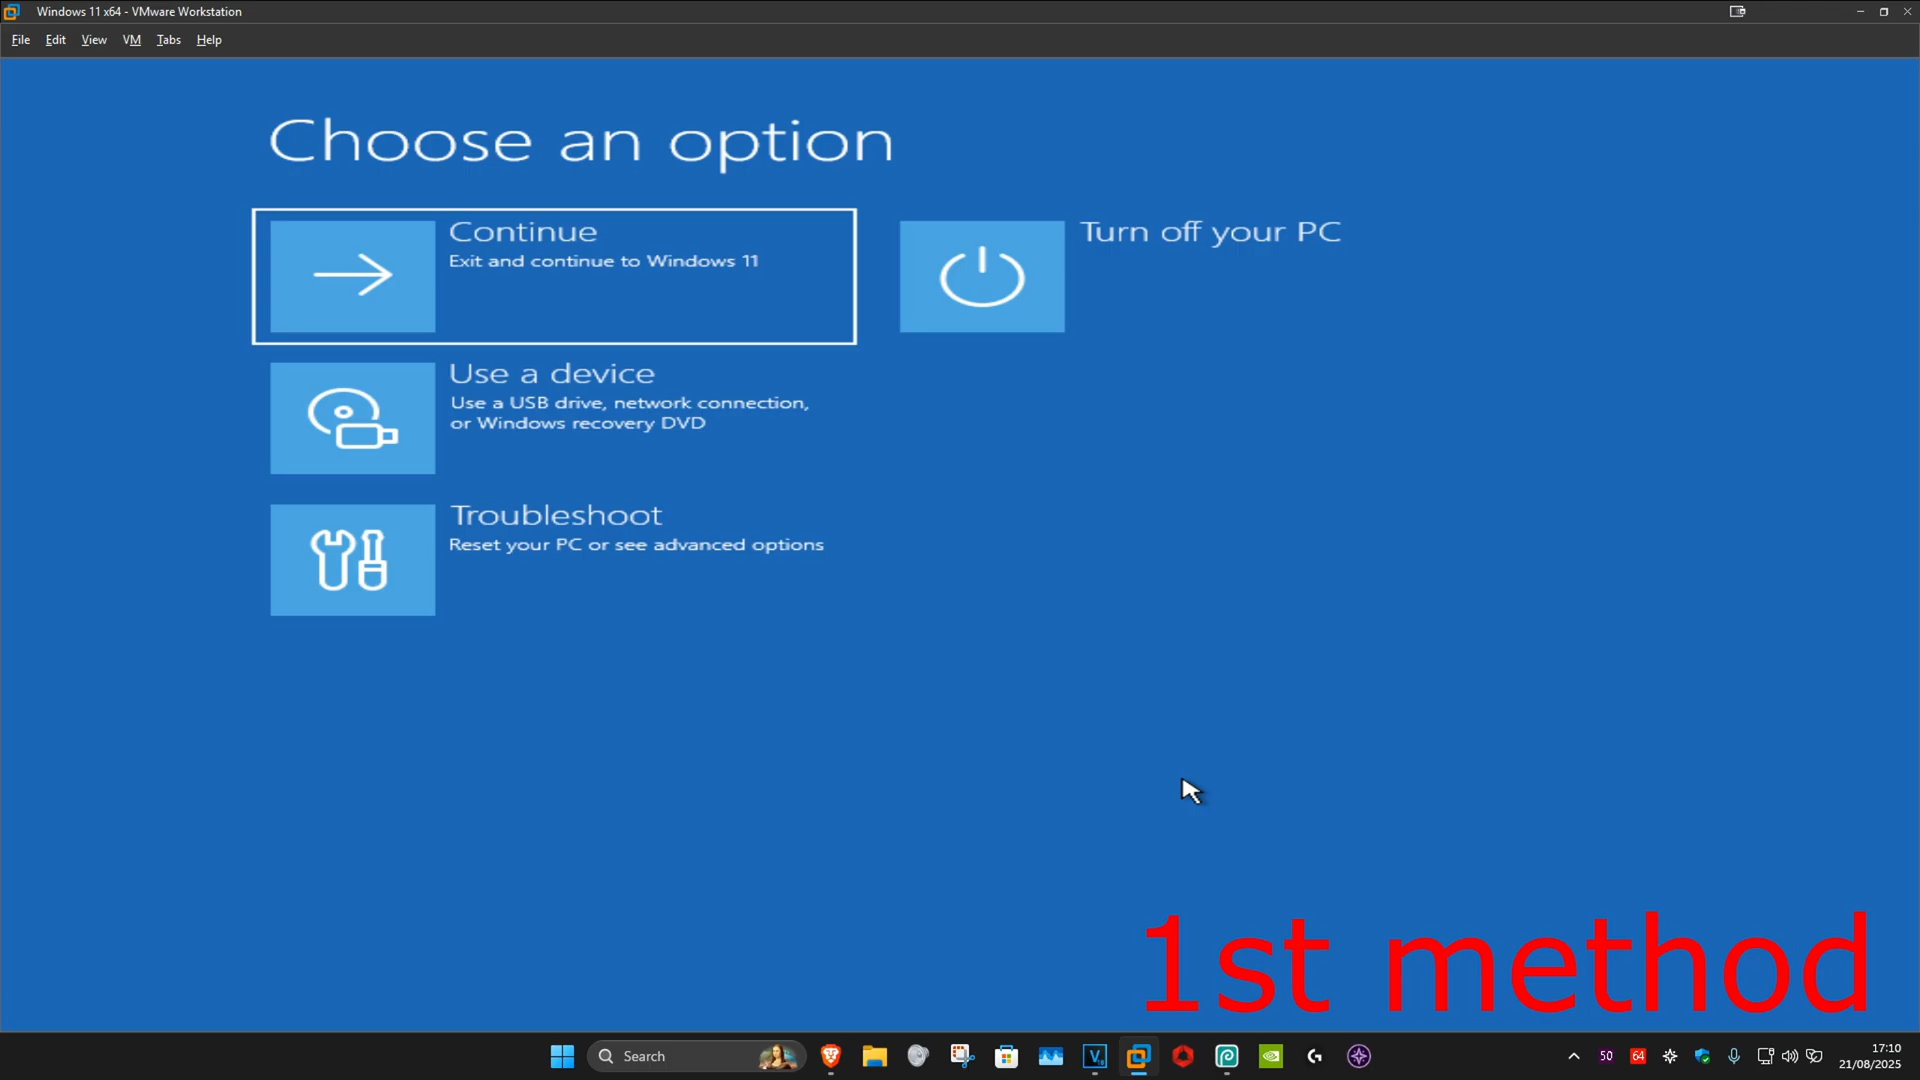 Windows 11 x64 - VMware Workstation
File Edit View VM Tabs Help
Choose an option
Continue
Exit and continue to Windows 11
Turn off your PC
Use a device
Use a USB drive, network connection,
or Windows recovery DVD
Troubleshoot
Reset your PC or see advanced options
1st method
Search
50 64
17:10
21/08/2025